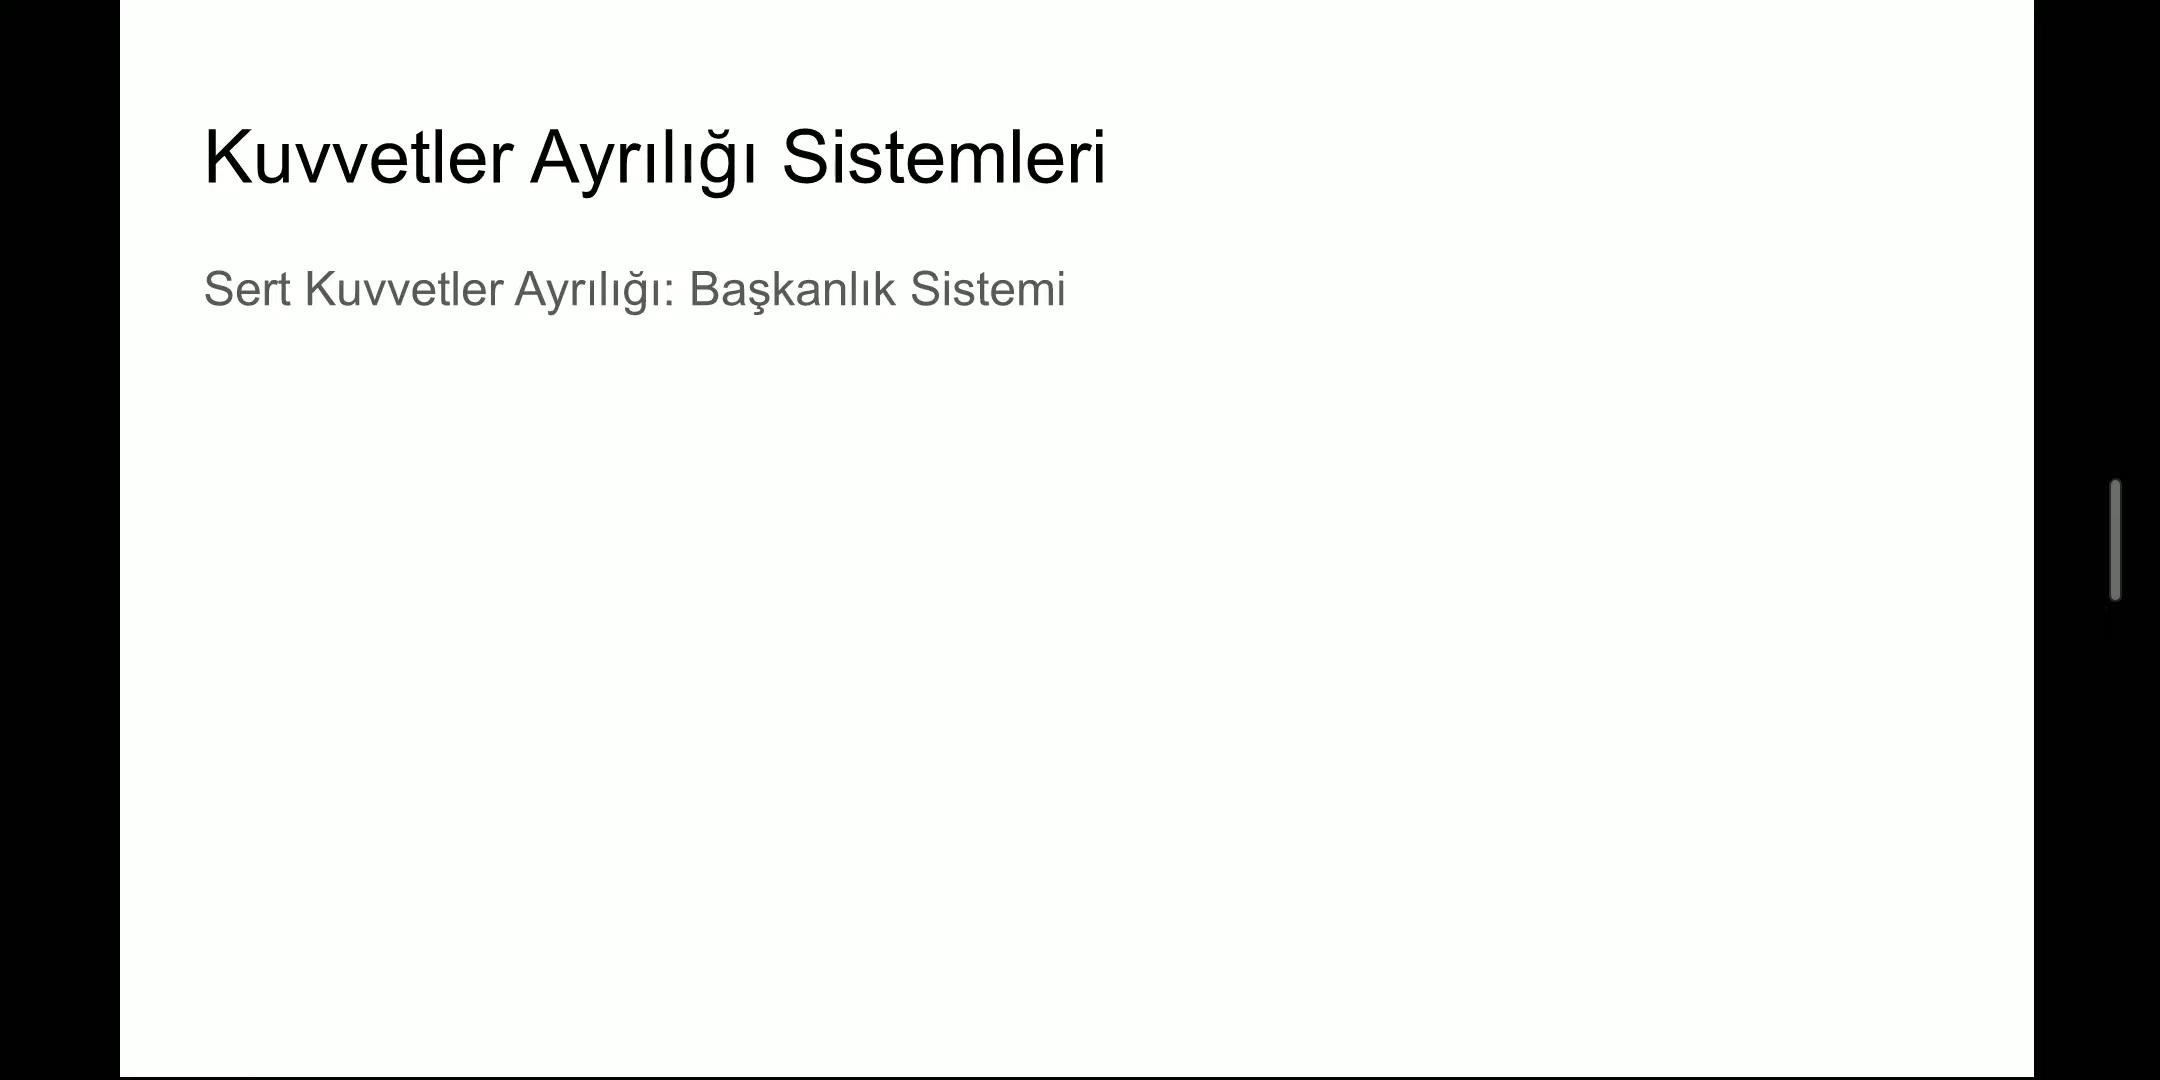 Kuvvetler Ayrılığı Sistemleri
Sert Kuvvetler Ayrılığı: Başkanlık Sistemi